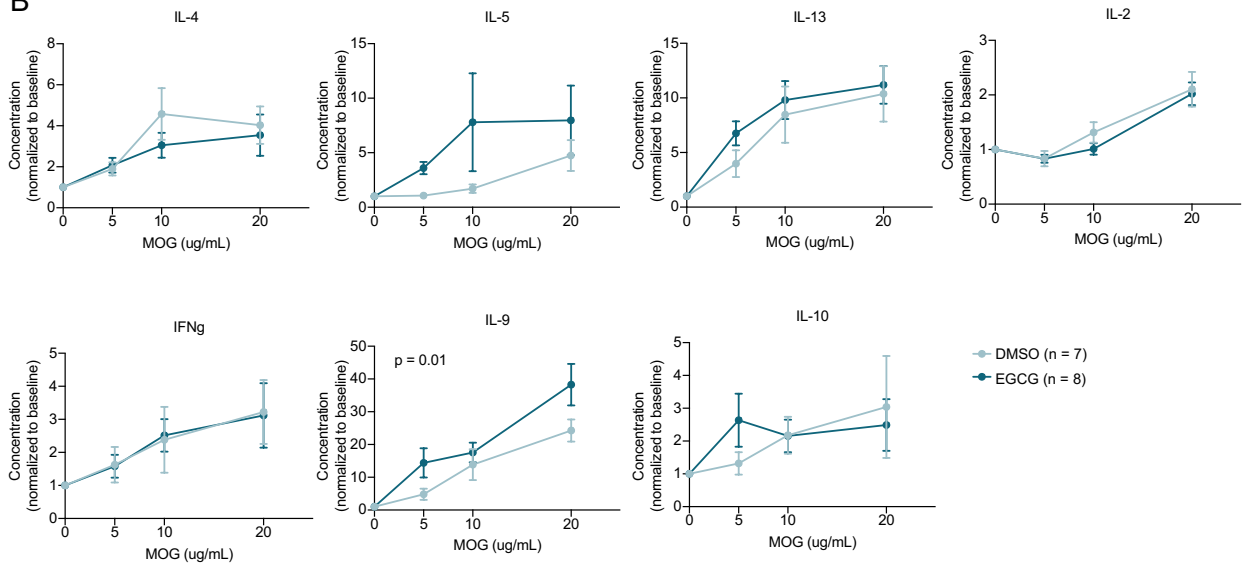 B
IL-4
Concentration
(normalized to baseline)
8
6
4
2
0
0 5 10 20
MOG (ug/mL)
IL-5
Concentration
(normalized to baseline)
15
10
5
0
0 5 10 20
MOG (ug/mL)
IL-13
Concentration
(normalized to baseline)
15
10
5
0
0 5 10 20
MOG (ug/mL)
IL-2
Concentration
(normalized to baseline)
3
2
1
0
0 5 10 20
MOG (ug/mL)
IFNg
Concentration
(normalized to baseline)
5
4
3
2
1
0
0 5 10 20
MOG (ug/mL)
IL-9
p = 0.01
Concentration
(normalized to baseline)
50
40
30
20
10
0
0 5 10 20
MOG (ug/mL)
IL-10
Concentration
(normalized to baseline)
5
4
3
2
1
0
0 5 10 20
MOG (ug/mL)
DMSO (n = 7)
EGCG (n = 8)